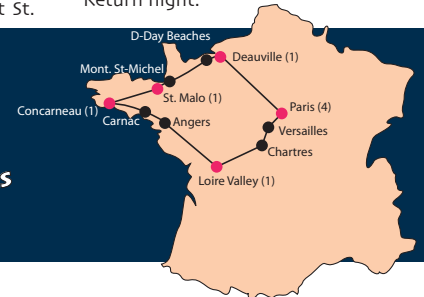 t St.
Return flight.
D-Day Beaches
Deauville (1)
Mont. St-Michel
St. Malo (1)
Concarneau (1)
Carnac
Angers
Paris (4)
Versailles
Chartres
Loire Valley (1)
s